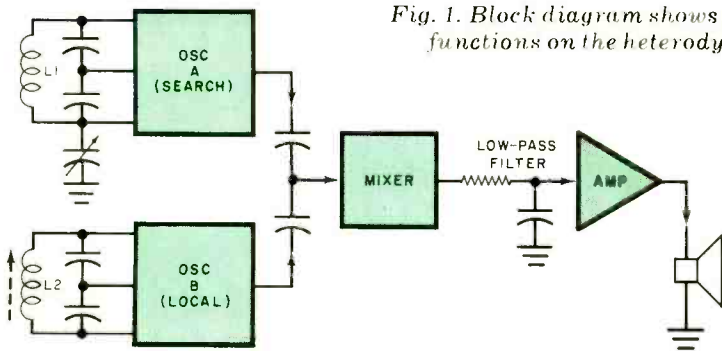 Fig. 1. Block diagram shows
functions on the heterody
OSC
A
(SEARCH)
L1
LOW-PASS
FILTER
MIXER
AMP
OSC
B
(LOCAL)
L2